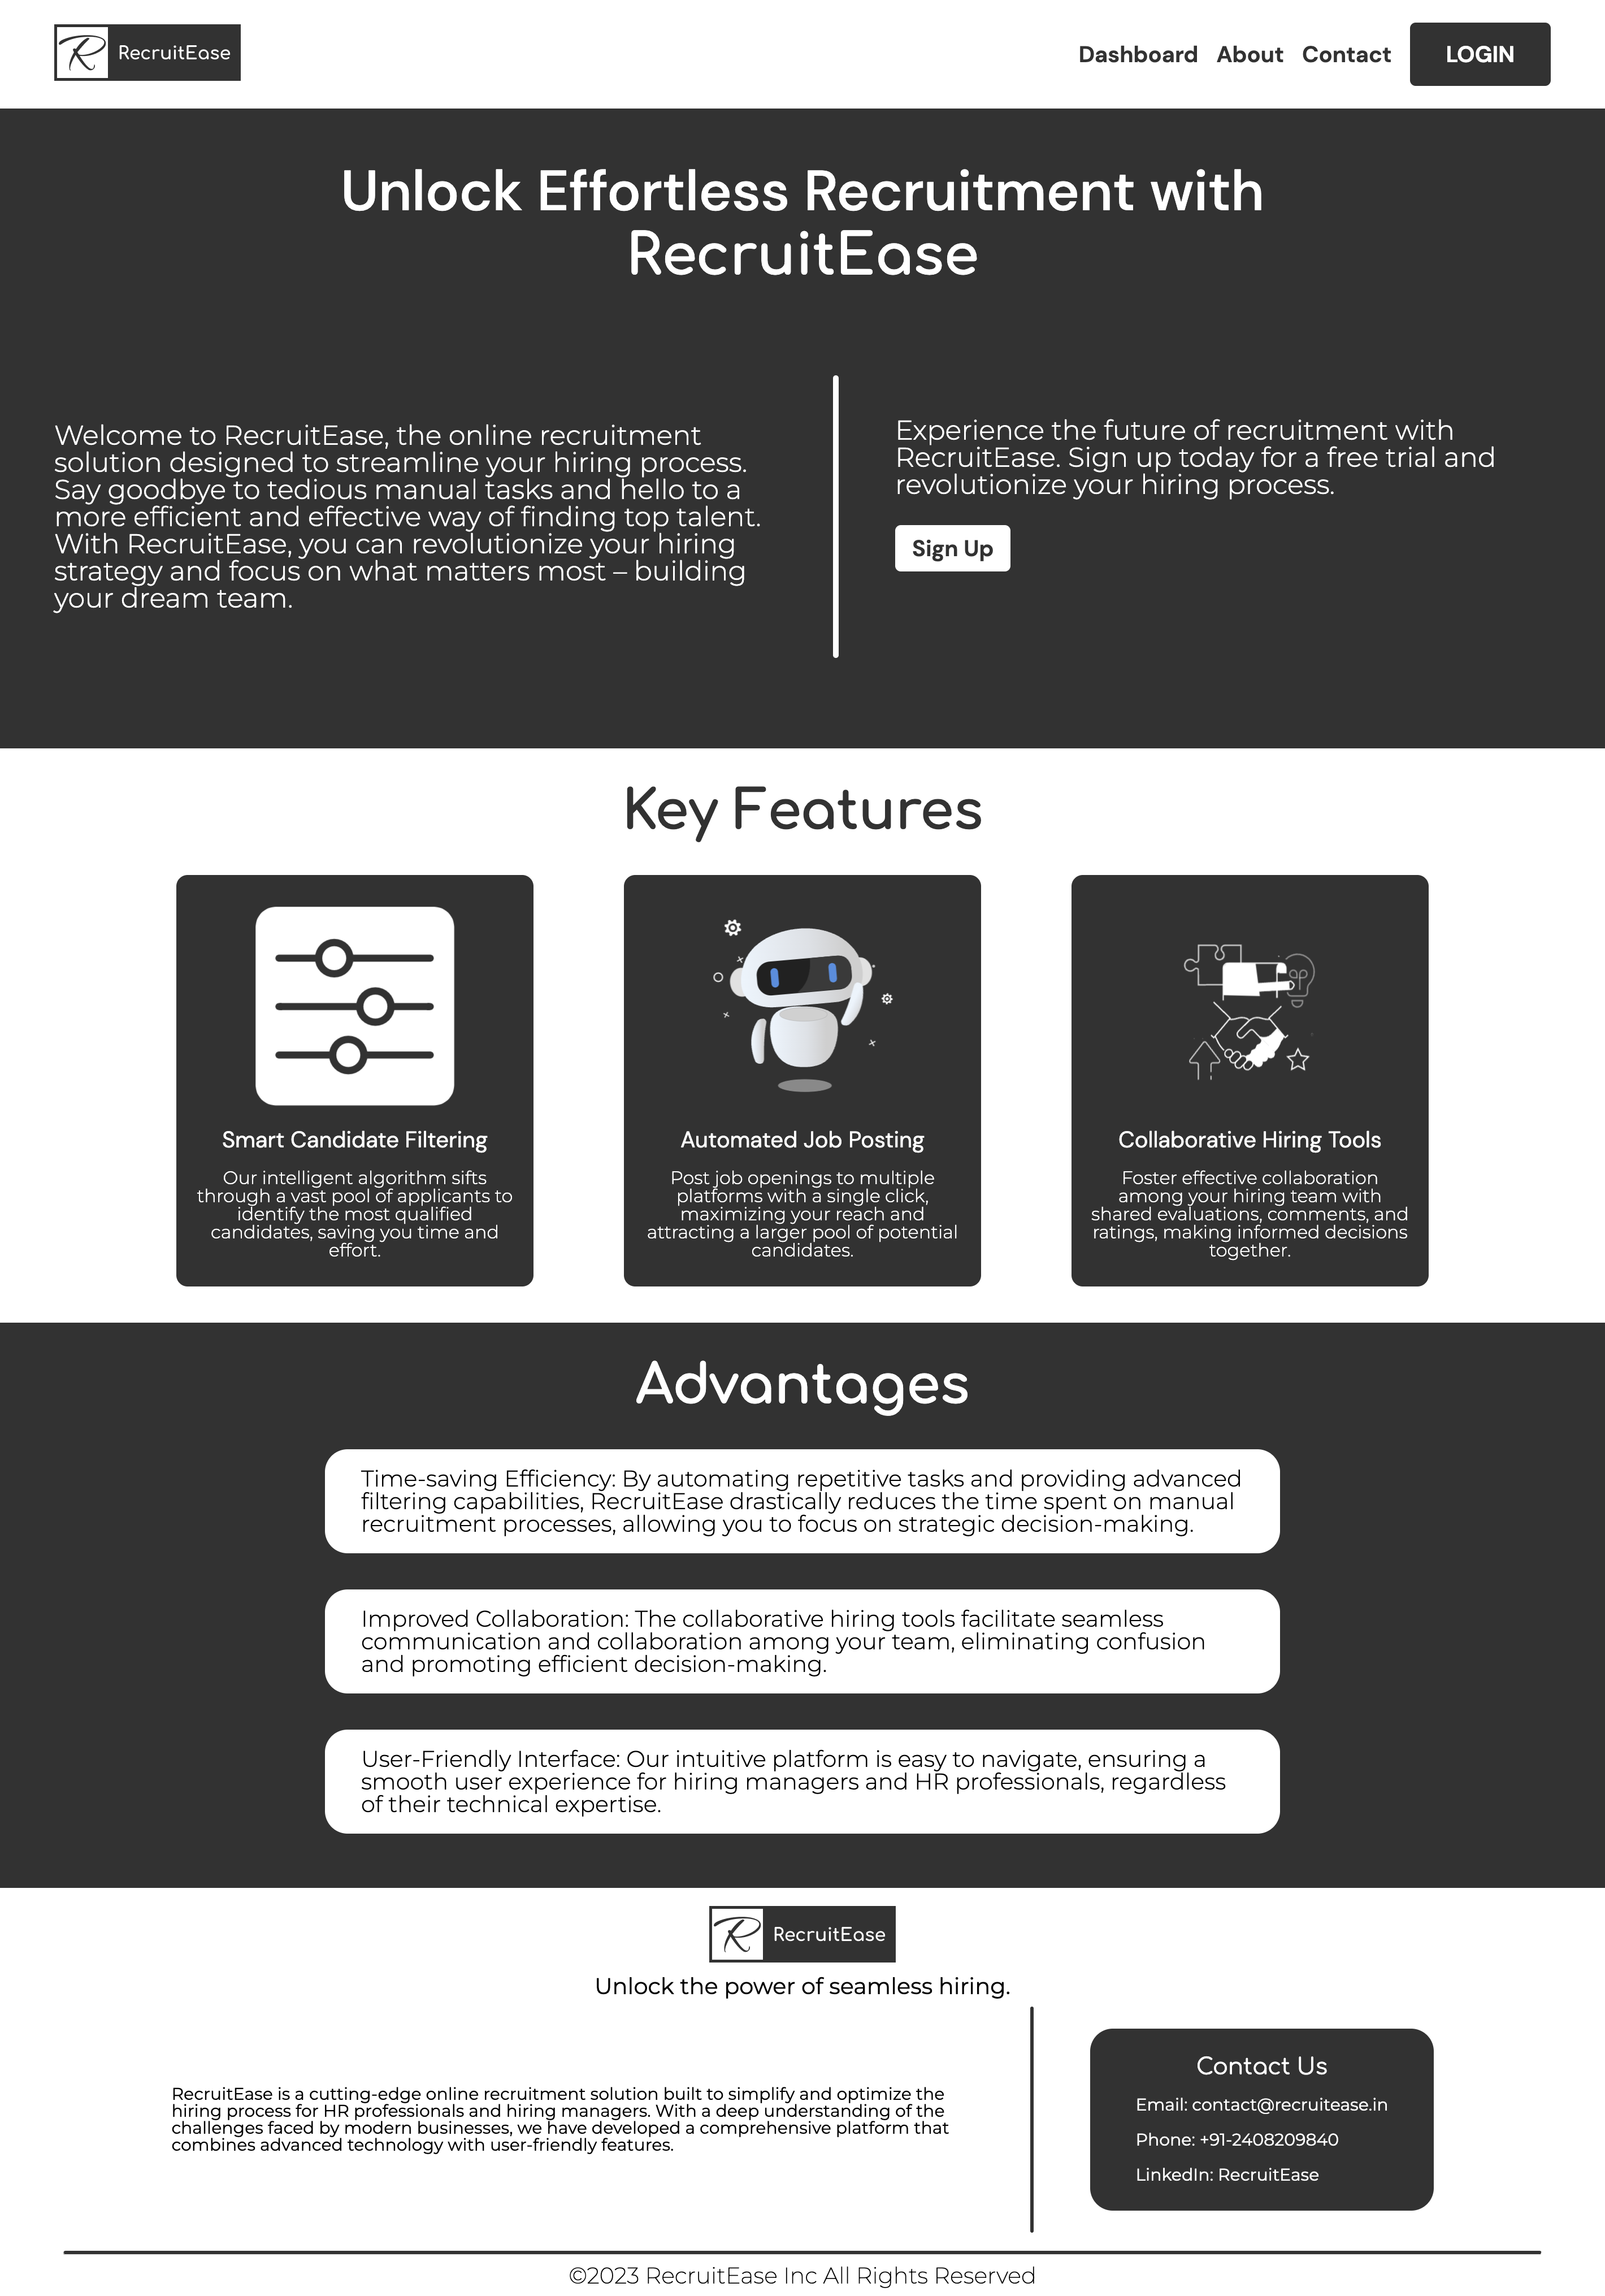 R RecruitEase
Dashboard About Contact LOGIN
Unlock Effortless Recruitment with
RecruitEase
Welcome to RecruitEase, the online recruitment
solution designed to streamline your hiring process.
Say goodbye to tedious manual tasks and hello to a
more efficient and effective way of finding top talent.
With RecruitEase, you can revolutionize your hiring
strategy and focus on what matters most – building
your dream team.
Experience the future of recruitment with
RecruitEase. Sign up today for a free trial and
revolutionize your hiring process.
Sign Up
Key Features
Smart Candidate Filtering
Our intelligent algorithm sifts
through a vast pool of applicants to
identify the most qualified
candidates, saving you time and
effort.
Automated Job Posting
Post job openings to multiple
platforms with a single click,
maximizing your reach and
attracting a larger pool of potential
candidates.
Collaborative Hiring Tools
Foster effective collaboration
among your hiring team with
shared evaluations, comments, and
ratings, making informed decisions
together.
Advantages
Time-saving Efficiency: By automating repetitive tasks and providing advanced
filtering capabilities, RecruitEase drastically reduces the time spent on manual
recruitment processes, allowing you to focus on strategic decision-making.
Improved Collaboration: The collaborative hiring tools facilitate seamless
communication and collaboration among your team, eliminating confusion
and promoting efficient decision-making.
User-Friendly Interface: Our intuitive platform is easy to navigate, ensuring a
smooth user experience for hiring managers and HR professionals, regardless
of their technical expertise.
R RecruitEase
Unlock the power of seamless hiring.
RecruitEase is a cutting-edge online recruitment solution built to simplify and optimize the
hiring process for HR professionals and hiring managers. With a deep understanding of the
challenges faced by modern businesses, we have developed a comprehensive platform that
combines advanced technology with user-friendly features.
Contact Us
Email: contact@recruitease.in
Phone: +91-2408209840
LinkedIn: RecruitEase
©2023 RecruitEase Inc All Rights Reserved